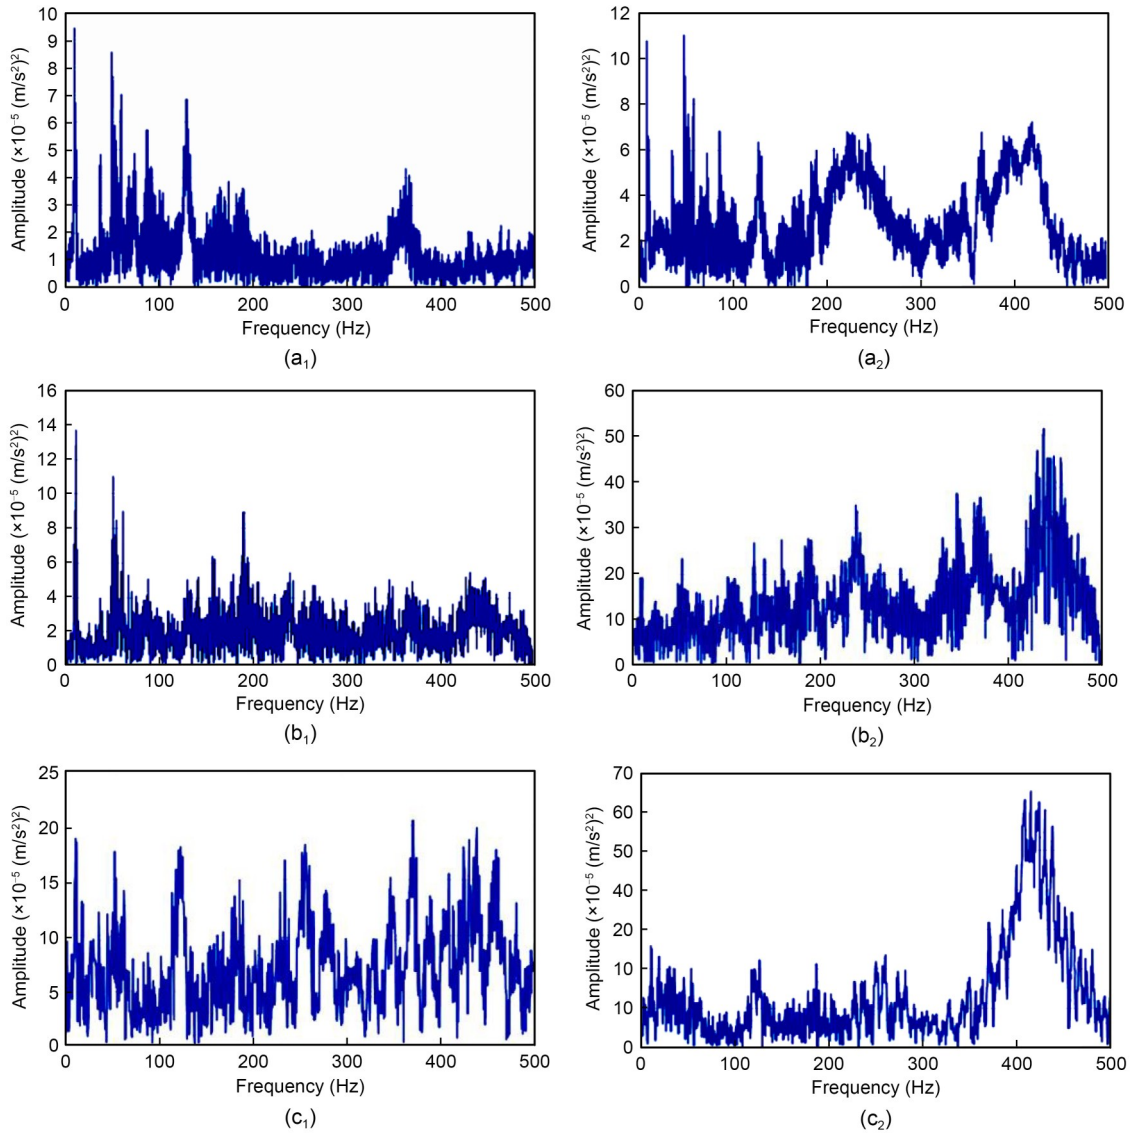 Amplitude (×10⁻⁵ (m/s²)²)
10
9
8
7
6
5
4
3
2
1
0
0 100 200 300 400 500
Frequency (Hz)
(a₁)
Amplitude (×10⁻⁵ (m/s²)²)
12
10
8
6
4
2
0
0 100 200 300 400 500
Frequency (Hz)
(a₂)
Amplitude (×10⁻⁵ (m/s²)²)
16
14
12
10
8
6
4
2
0
0 100 200 300 400 500
Frequency (Hz)
(b₁)
Amplitude (×10⁻⁵ (m/s²)²)
60
50
40
30
20
10
0
0 100 200 300 400 500
Frequency (Hz)
(b₂)
Amplitude (×10⁻⁵ (m/s²)²)
25
20
15
10
5
0
0 100 200 300 400 500
Frequency (Hz)
(c₁)
Amplitude (×10⁻⁵ (m/s²)²)
70
60
50
40
20
10
10
0
0 100 200 300 400 500
Frequency (Hz)
(c₂)